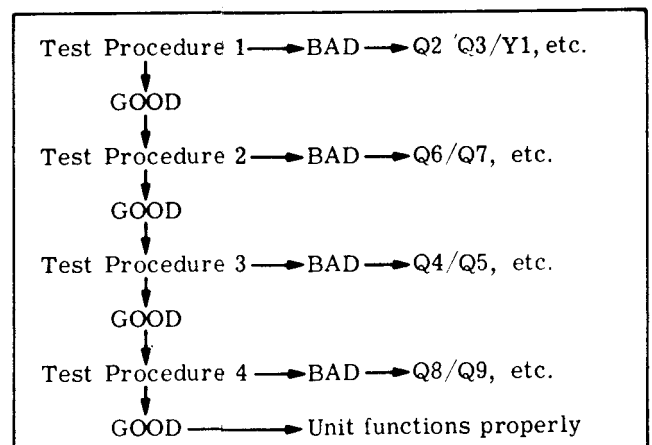 Test Procedure 1 BAD Q2 'Q3/Y1, etc.
GOOD
Test Procedure 2 BAD Q6/Q7, etc.
GOOD
Test Procedure 3 BAD Q4/Q5, etc.
GOOD
Test Procedure 4 BAD Q8/Q9, etc.
GOOD Unit functions properly